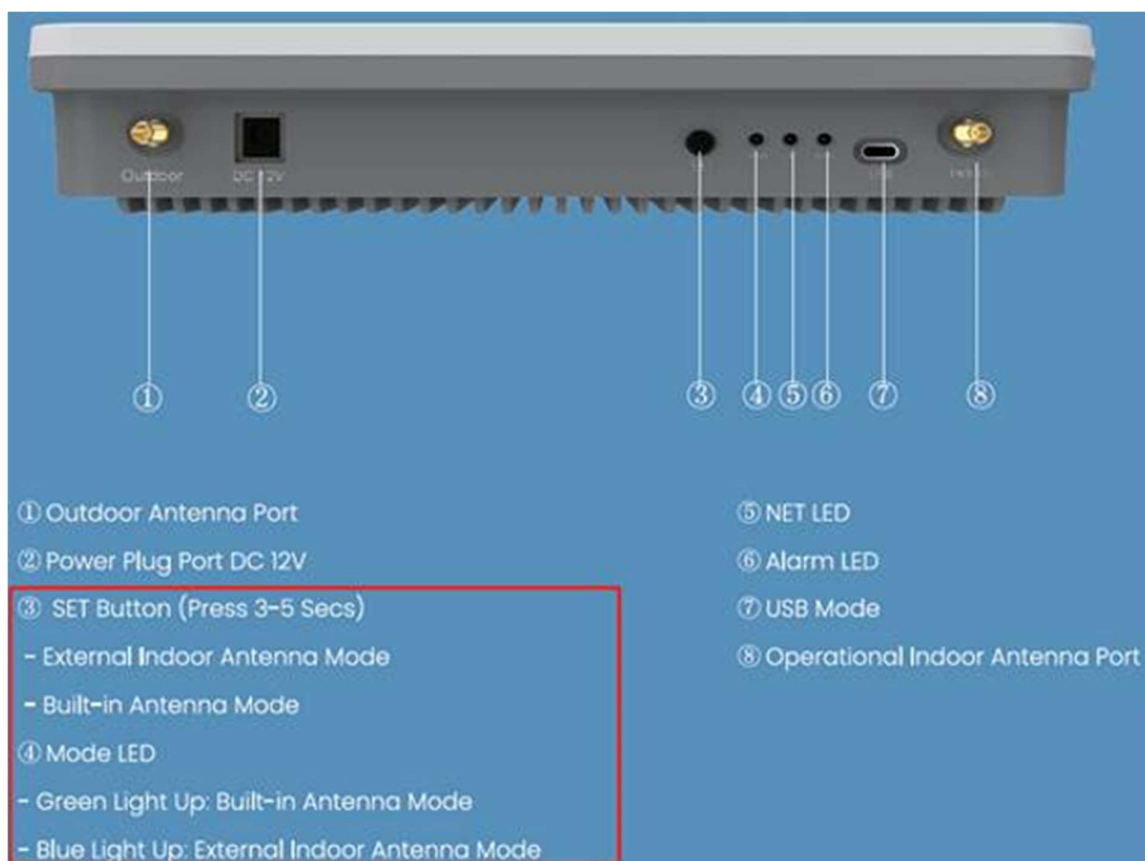 Outdoor
DC 12V
USB
①
②
③
④
⑤
⑥
⑦
⑧
① Outdoor Antenna Port
② Power Plug Port DC 12V
③ SET Button (Press 3-5 Secs)
- External Indoor Antenna Mode
- Built-in Antenna Mode
④ Mode LED
- Green Light Up: Built-in Antenna Mode
- Blue Light Up: External Indoor Antenna Mode
⑤ NET LED
⑥ Alarm LED
⑦ USB Mode
⑧ Operational Indoor Antenna Port